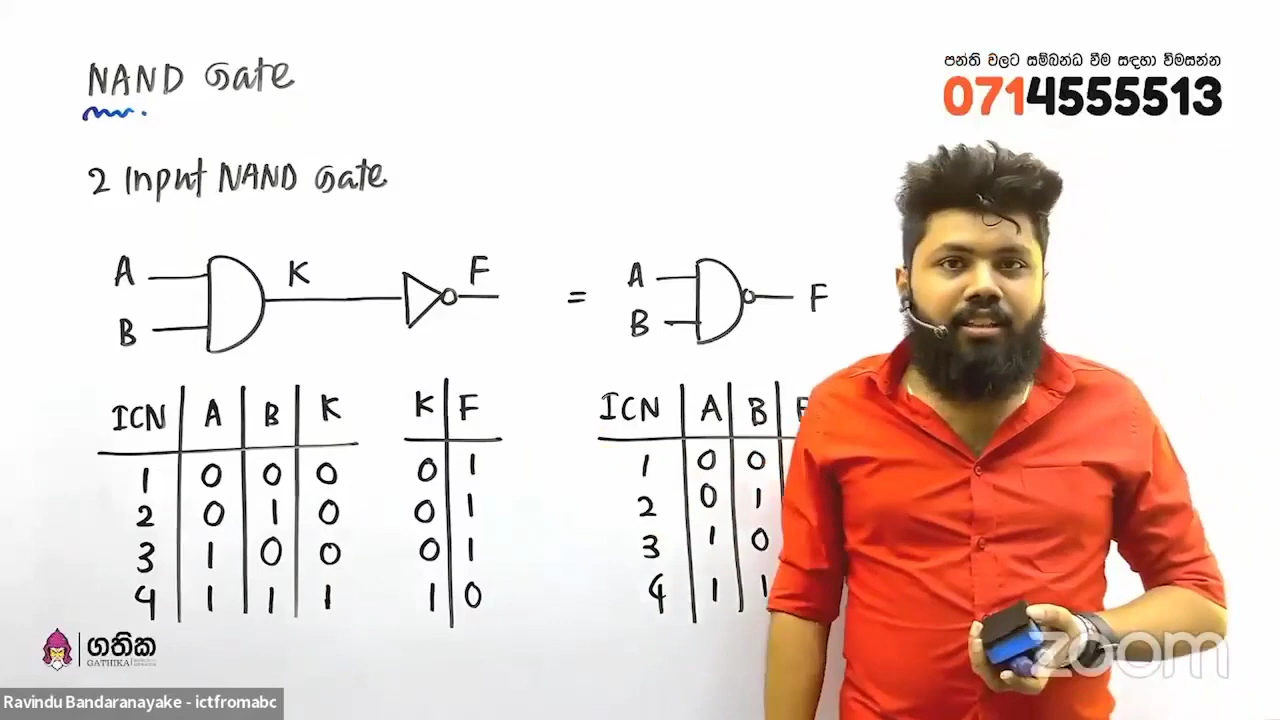 NAND Gate
පන්ති වලට සම්බන්ධ වීම සඳහා විමසන්න
0714555513
2 Input NAND Gate
A K F = A F
B B
ICN A B K K F ICN A B F
1 0 0 0 0 1 1 0 0
2 0 1 0 0 1 2 0 1
3 1 0 0 0 1 3 1 0
4 1 1 1 1 0 4 1 1
ගතික
GATHIKA
zoom
Ravindu Bandaranayake - ictfromabc